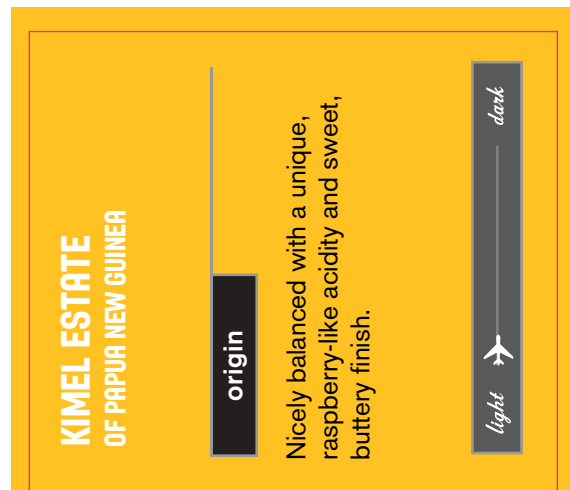 KIMEL ESTATE
OF PAPUA NEW GUINEA
origin
Nicely balanced with a unique,
raspberry-like acidity and sweet,
buttery finish.
light
dark